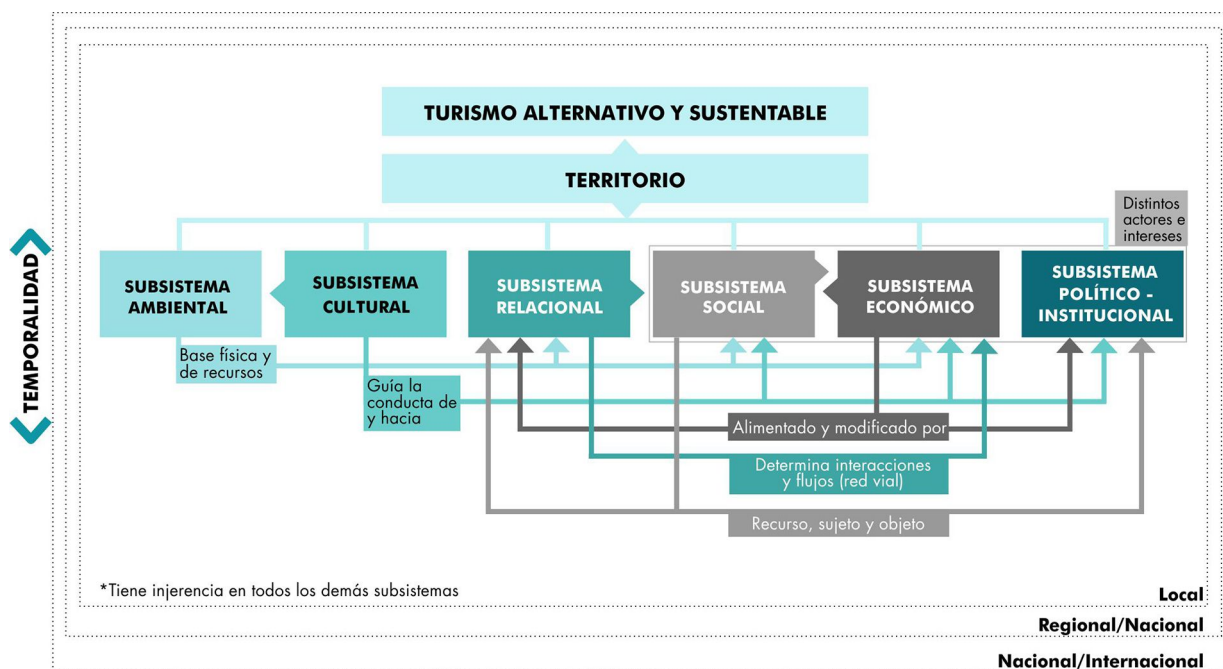 TURISMO ALTERNATIVO Y SUSTENTABLE
TERRITORIO
Distintos
actores e
intereses
TEMPORALIDAD
SUBSISTEMA
AMBIENTAL
SUBSISTEMA
CULTURAL
SUBSISTEMA
RELACIONAL
SUBSISTEMA
SOCIAL
SUBSISTEMA
ECONÓMICO
SUBSISTEMA
POLÍTICO -
INSTITUCIONAL
Base física y
de recursos
Guía la
conducta de
y hacia
Alimentado y modificado por
Determina interacciones
y flujos (red vial)
Recurso, sujeto y objeto
*Tiene injerencia en todos los demás subsistemas
Local
Regional/Nacional
Nacional/Internacional